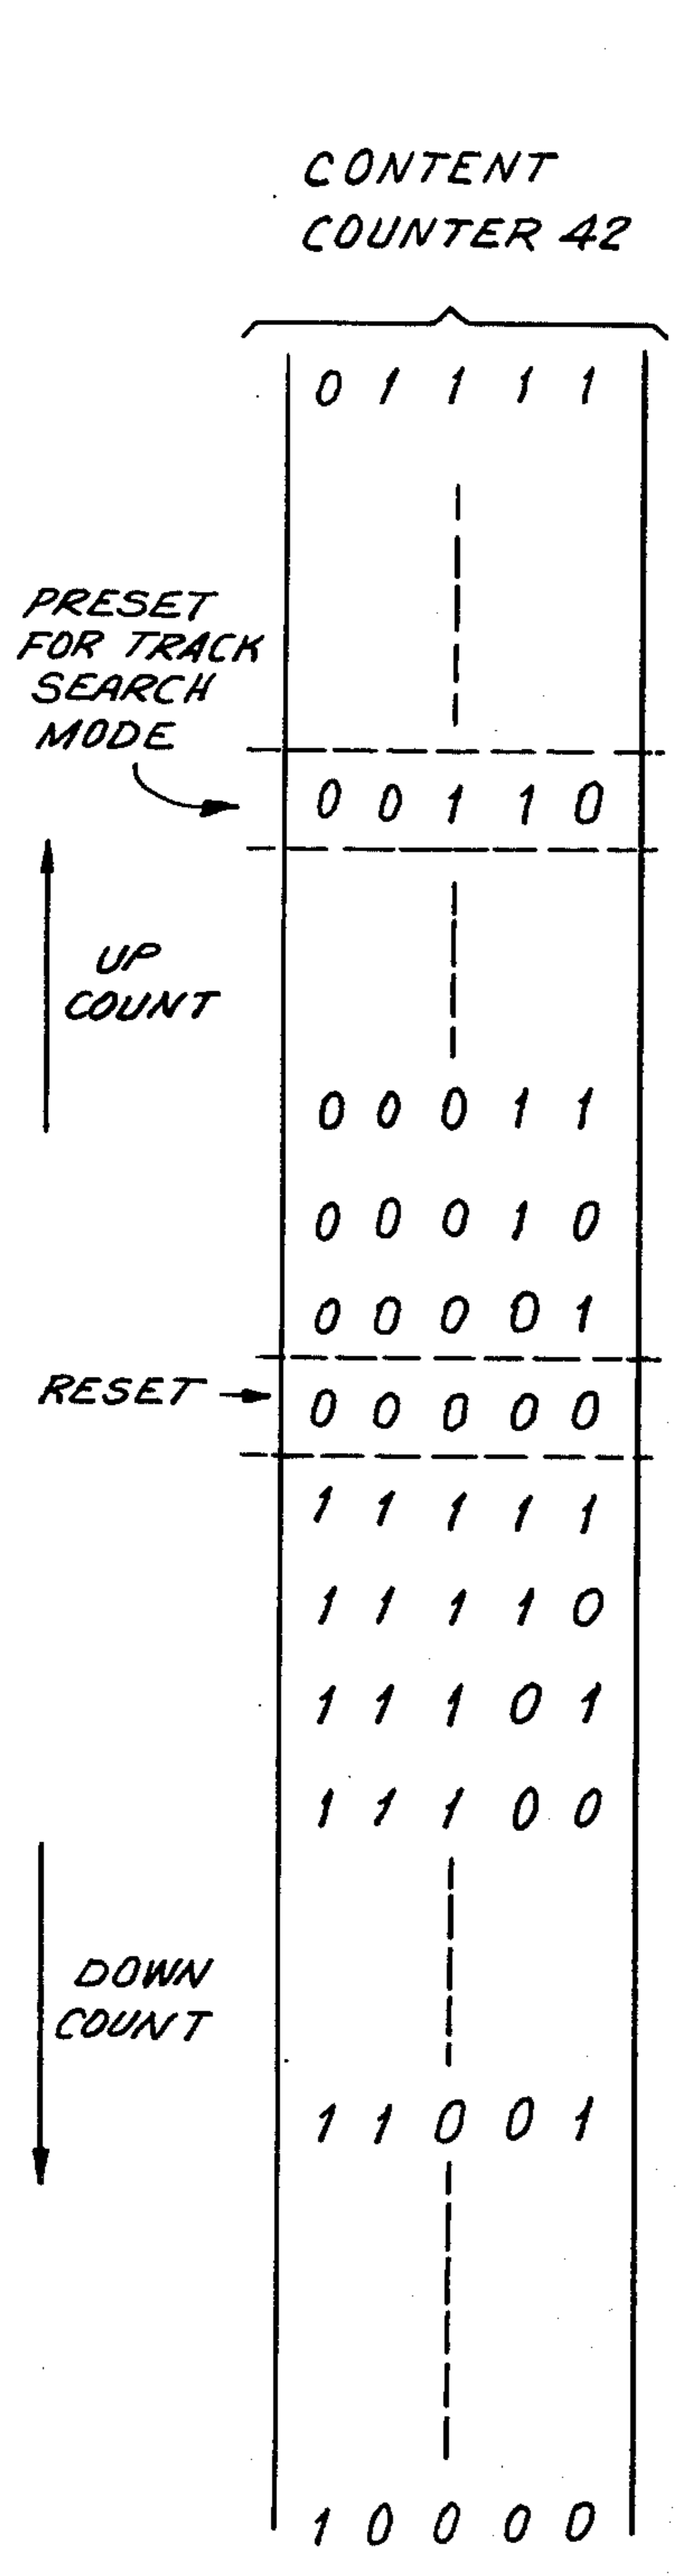 CONTENT
COUNTER 42
0 1 1 1 1
PRESET
FOR TRACK
SEARCH
MODE
0 0 1 1 0
UP
COUNT
0 0 0 1 1
0 0 0 1 0
0 0 0 0 1
RESET
0 0 0 0 0
1 1 1 1 1
1 1 1 1 0
1 1 1 0 1
1 1 1 0 0
DOWN
COUNT
1 1 0 0 1
1 0 0 0 0